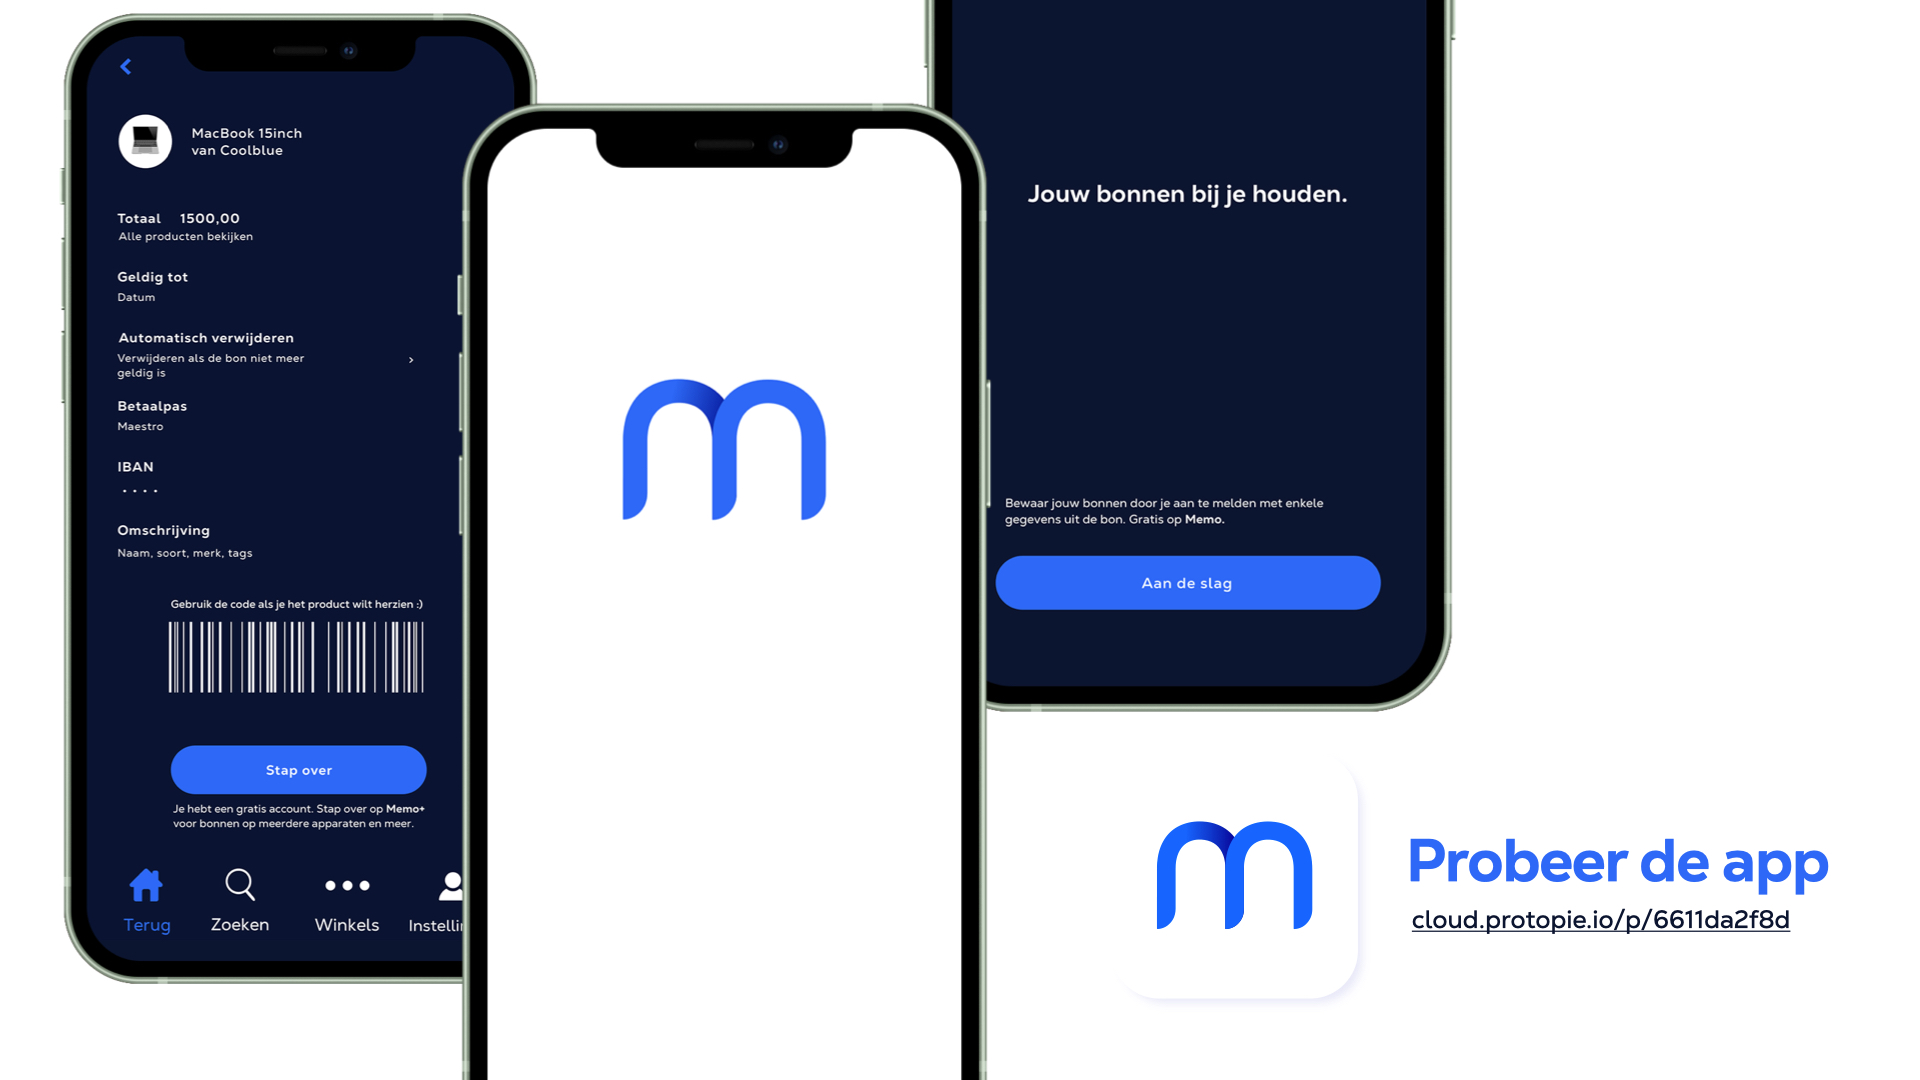 MacBook 15inch
van Coolblue
Totaal 1500,00
Alle producten bekijken
Geldig tot
Datum
Automatisch verwijderen
Verwijderen als de bon niet meer
geldig is
Betaalpas
Maestro
IBAN
....
Omschrijving
Naam, soort, merk, tags
Gebruik de code als je het product wilt herzien :)
Stap over
Je hebt een gratis account. Stap over op Memo+
voor bonnen op meerdere apparaten en meer.
Terug
Zoeken
Winkels
Instellin
m
Jouw bonnen bij je houden.
Bewaar jouw bonnen door je aan te melden met enkele
gegevens uit de bon. Gratis op Memo.
Aan de slag
m
Probeer de app
cloud.protopie.io/p/6611da2f8d